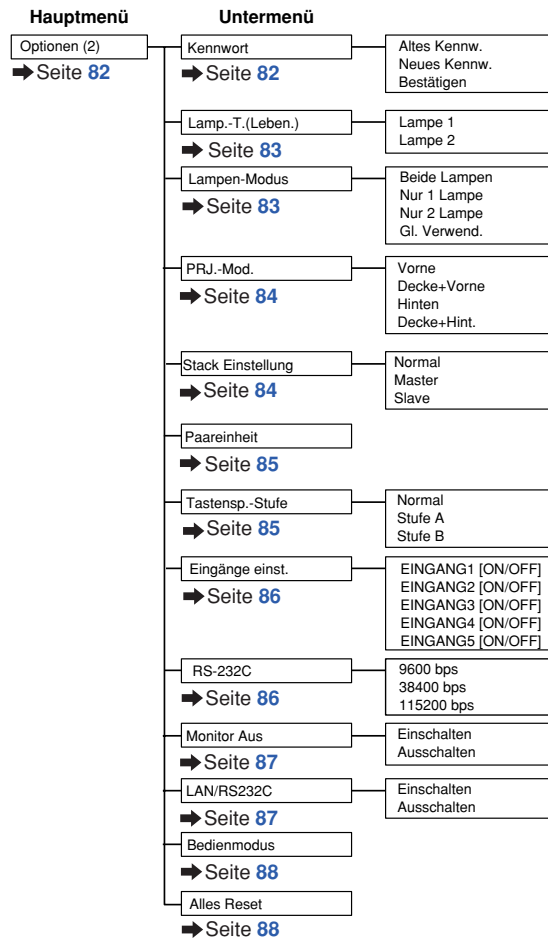 Hauptmenü
Untermenü
Optionen (2)
➡Seite 82
Kennwort
➡Seite 82
Altes Kennw.
Neues Kennw.
Bestätigen
Lamp.-T.(Leben.)
➡ Seite 83
Lampe 1
Lampe 2
Lampen-Modus
➡Seite 83
Beide Lampen
Nur 1 Lampe
Nur 2 Lampe
Gl. Verwend.
PRJ.-Mod.
➡Seite 84
Vorne
Decke+Vorne
Hinten
Decke+Hint.
Stack Einstellung
➡Seite 84
Normal
Master
Slave
Paareinheit
➡Seite 85
Tastensp.-Stufe
➡Seite 85
Normal
Stufe A
Stufe B
Eingänge einst.
➡Seite 86
EINGANG1 [ON/OFF]
EINGANG2 [ON/OFF]
EINGANG3 [ON/OFF]
EINGANG4 [ON/OFF]
EINGANG5 [ON/OFF]
RS-232C
➡Seite 86
9600 bps
38400 bps
115200 bps
Monitor Aus
➡Seite 87
Einschalten
Ausschalten
LAN/RS232C
➡Seite 87
Einschalten
Ausschalten
Bedienmodus
➡Seite 88
Alles Reset
➡Seite 88